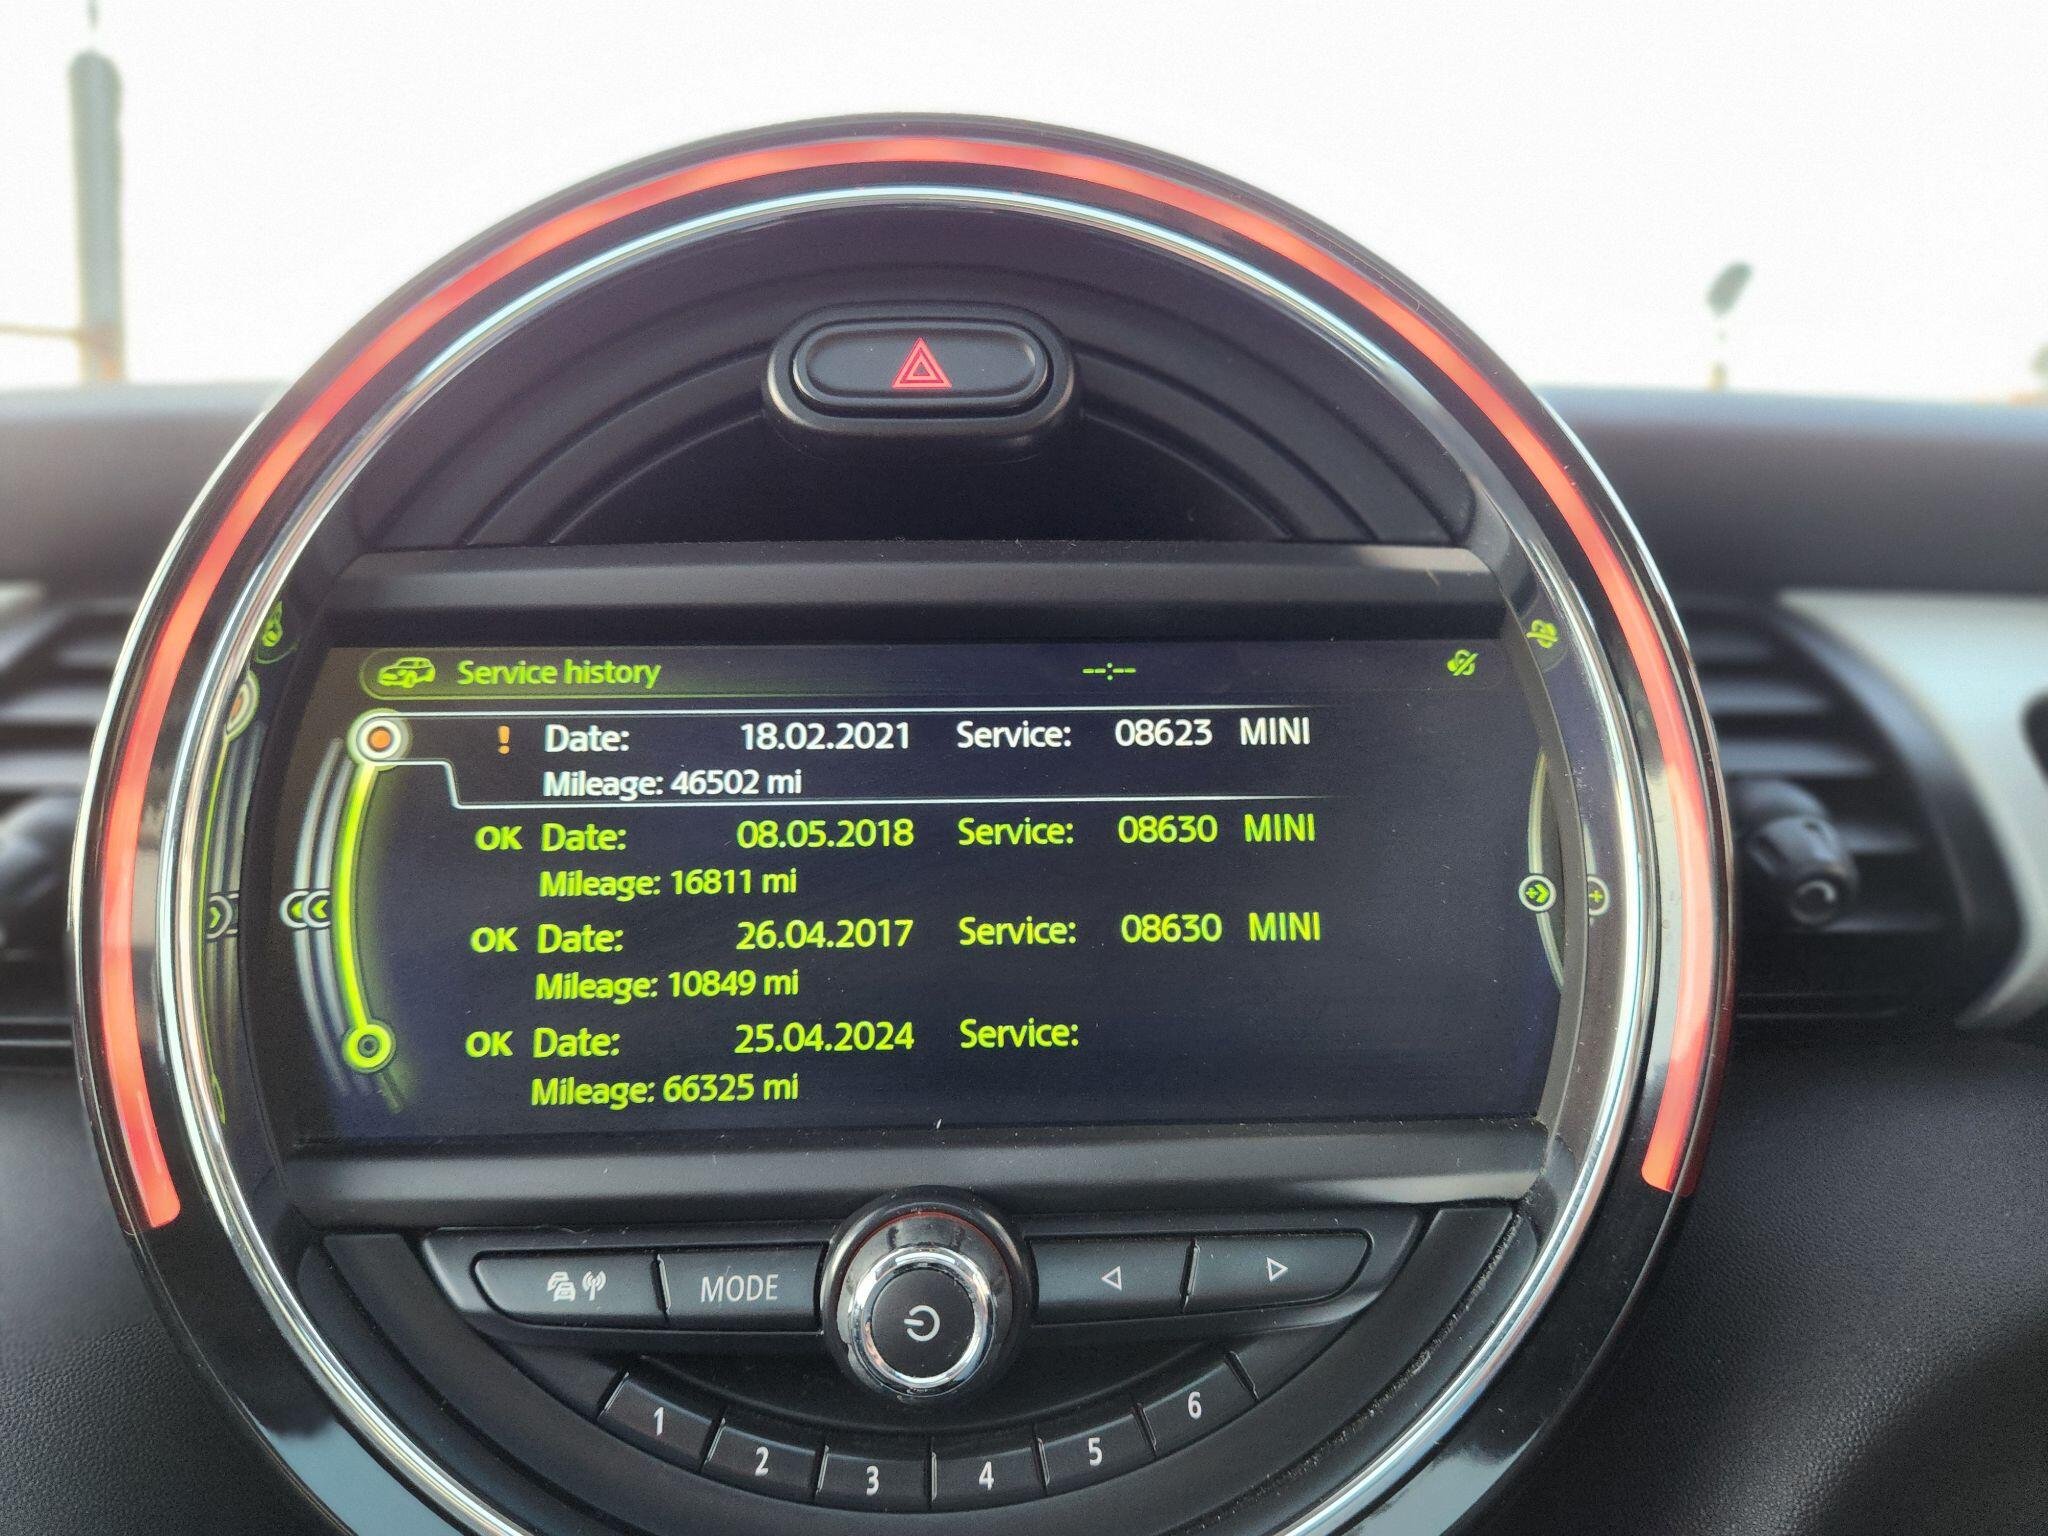 Service history --:--
! Date: 18.02.2021 Service: 08623 MINI
Mileage: 46502 mi
OK Date: 08.05.2018 Service: 08630 MINI
Mileage: 16811 mi
OK Date: 26.04.2017 Service: 08630 MINI
Mileage: 10849 mi
OK Date: 25.04.2024 Service:
Mileage: 66325 mi
MODE
1 2 3 4 5 6